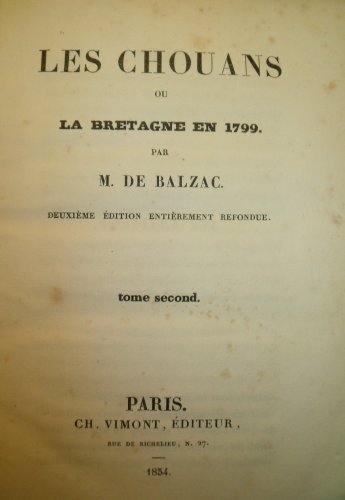 LES CHOUANS
OU
LA BRETAGNE EN 1799.
PAR
M. DE BALZAC.
DEUXIÈME ÉDITION ENTIÈREMENT REFONDUE.
tome second.
PARIS.
CH. VIMONT, ÉDITEUR,
RUE DE RICHELIEU, N. 27.
1834.